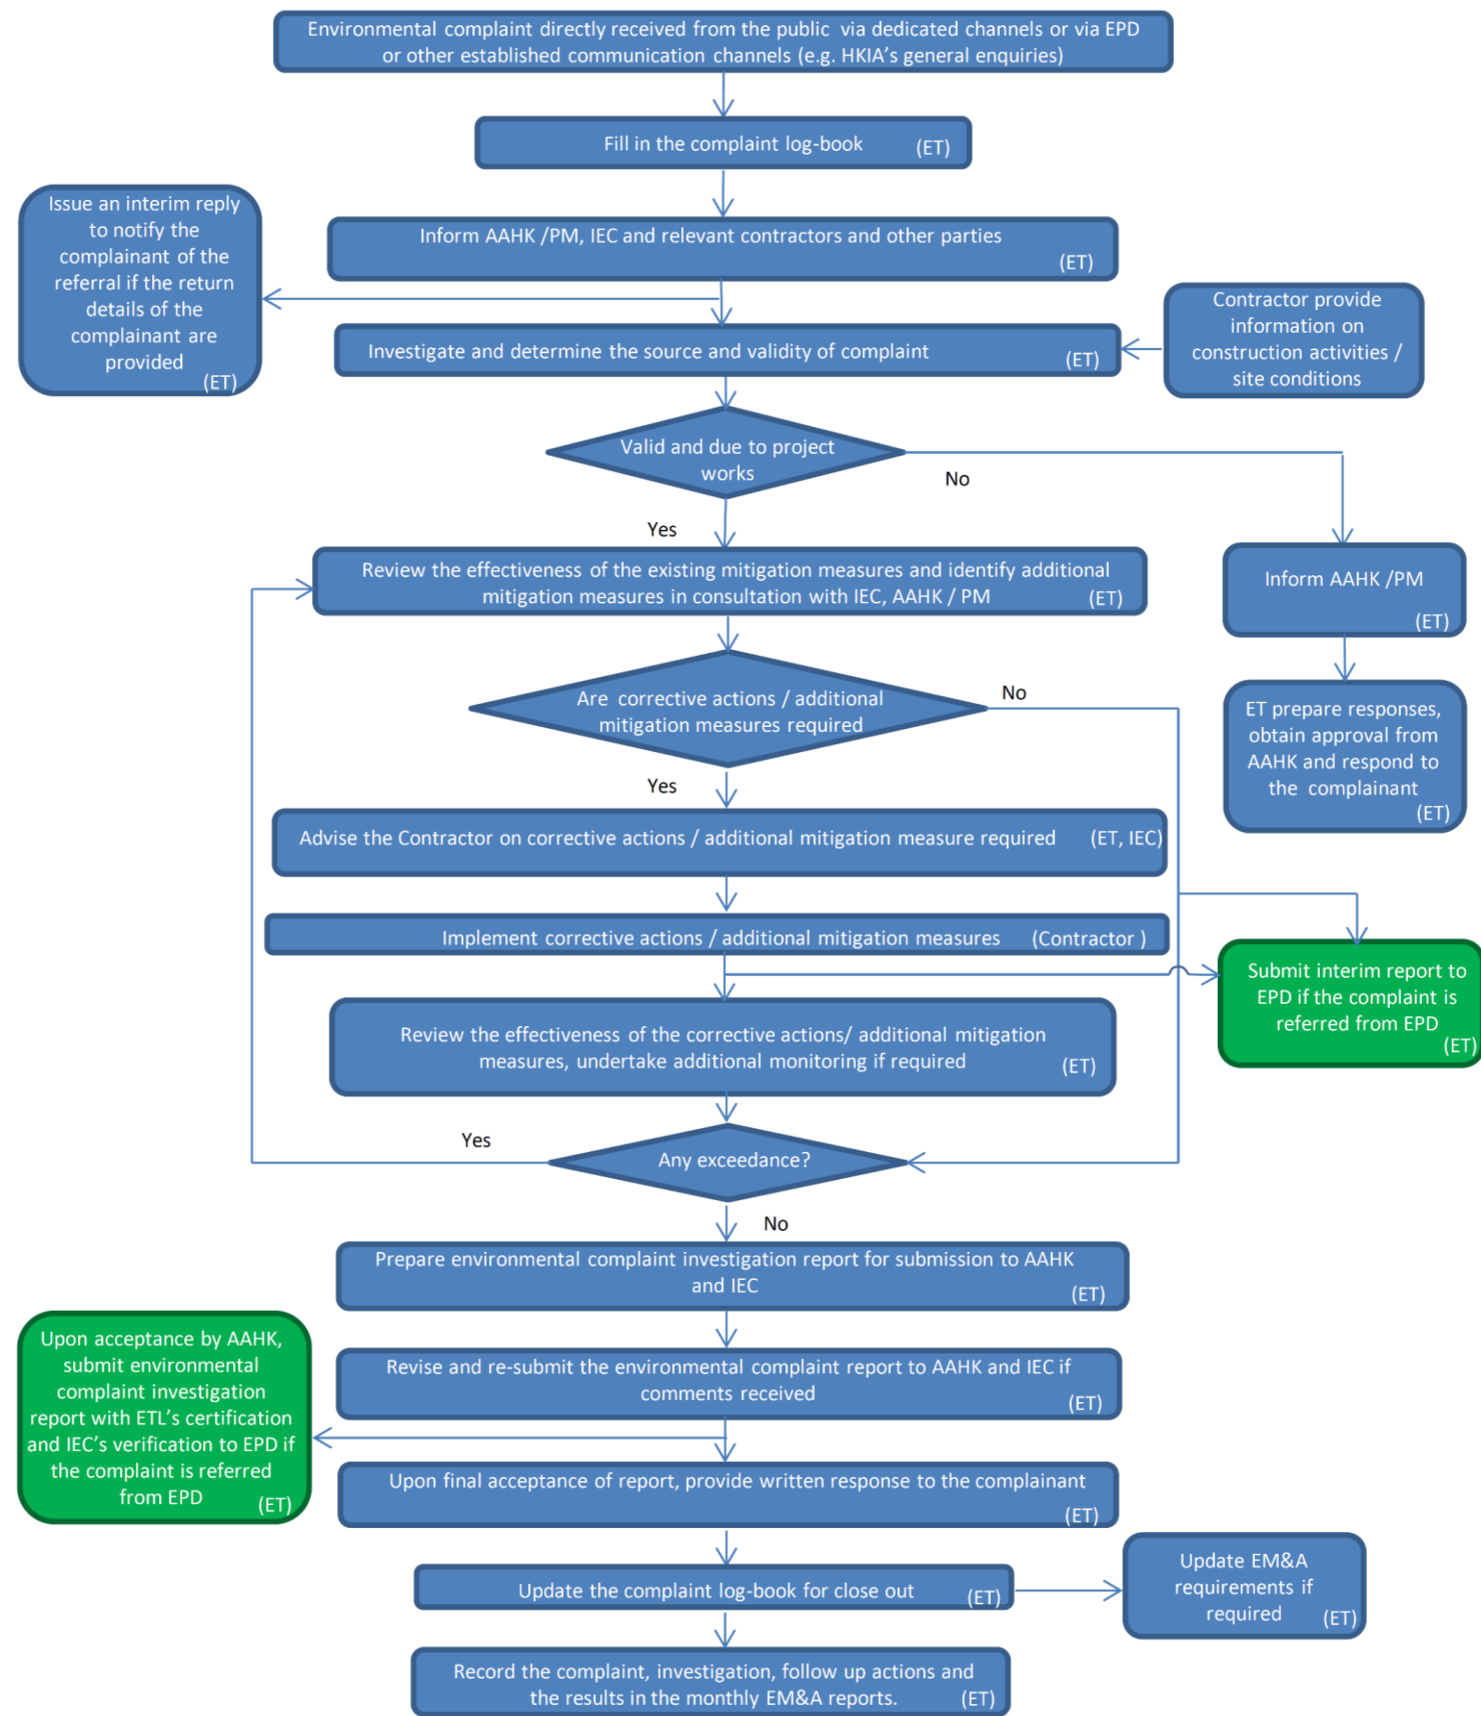 Environmental complaint directly received from the public via dedicated channels or via EPD
or other established communication channels (e.g. HKIA's general enquiries)
Fill in the complaint log-book (ET)
Issue an interim reply
to notify the
complainant of the
referral if the return
details of the
complainant are
provided
(ET)
Inform AAHK /PM, IEC and relevant contractors and other parties
(ET)
Contractor provide
information on
construction activities /
site conditions
Investigate and determine the source and validity of complaint (ET)
Valid and due to project
works
No
Yes
Review the effectiveness of the existing mitigation measures and identify additional
mitigation measures in consultation with IEC, AAHK / PM (ET)
Inform AAHK /PM
(ET)
Are corrective actions / additional
mitigation measures required
No
ET prepare responses,
obtain approval from
AAHK and respond to
the complainant
(ET)
Yes
Advise the Contractor on corrective actions / additional mitigation measure required (ET, IEC)
Implement corrective actions / additional mitigation measures (Contractor )
Submit interim report to
EPD if the complaint is
referred from EPD
(ET)
Review the effectiveness of the corrective actions/ additional mitigation
measures, undertake additional monitoring if required (ET)
Yes
Any exceedance?
No
Prepare environmental complaint investigation report for submission to AAHK
and IEC (ET)
Upon acceptance by AAHK,
submit environmental
complaint investigation
report with ETL's certification
and IEC's verification to EPD if
the complaint is referred
from EPD (ET)
Revise and re-submit the environmental complaint report to AAHK and IEC if
comments received (ET)
Upon final acceptance of report, provide written response to the complainant
(ET)
Update the complaint log-book for close out (ET)
Update EM&A
requirements if
required (ET)
Record the complaint, investigation, follow up actions and
the results in the monthly EM&A reports. (ET)